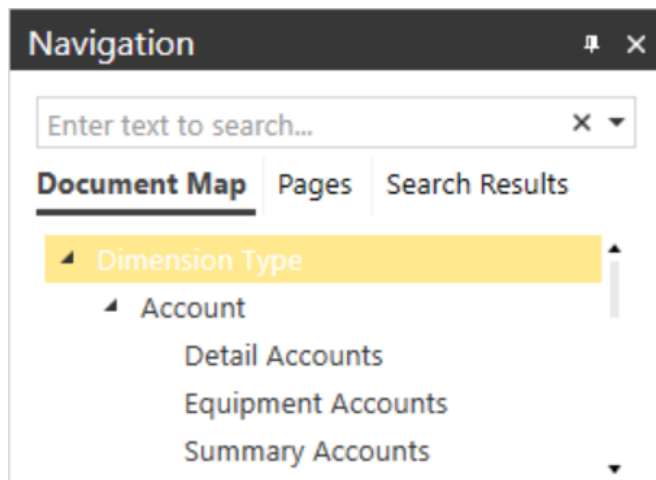 Navigation
Enter text to search...
Document Map Pages Search Results
Dimension Type
Account
Detail Accounts
Equipment Accounts
Summary Accounts